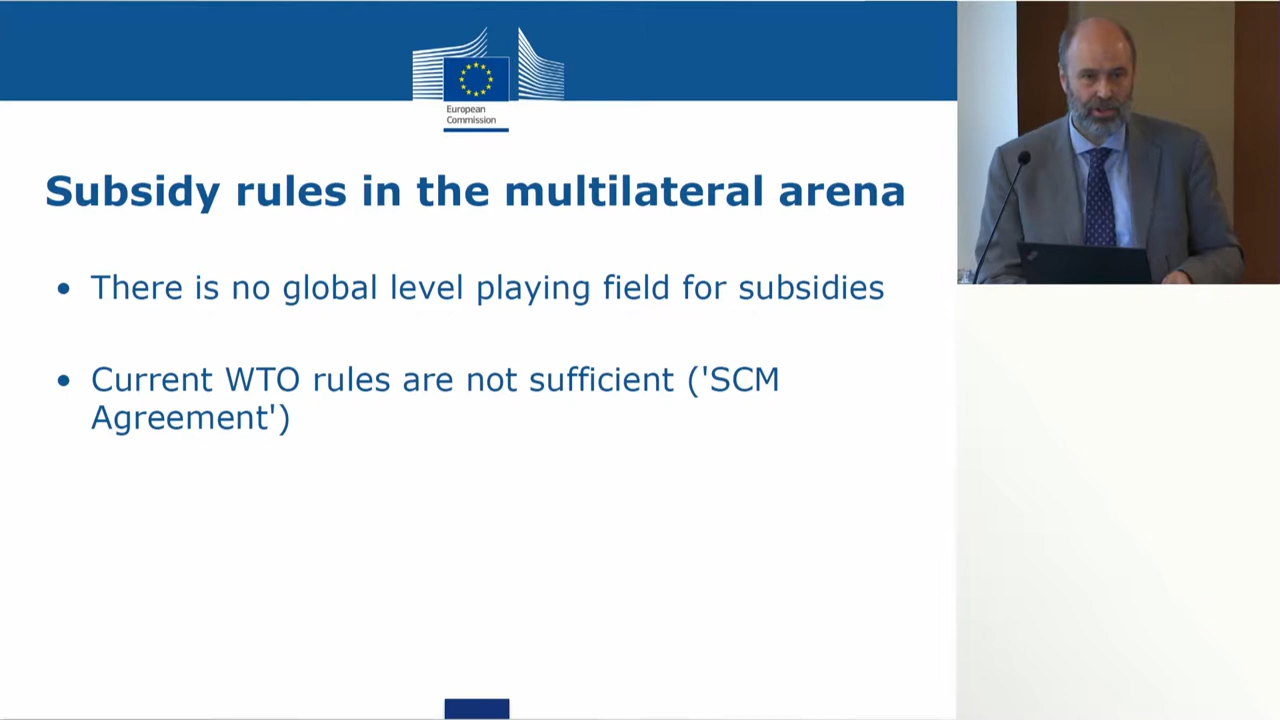 European
Commission
Subsidy rules in the multilateral arena
• There is no global level playing field for subsidies
• Current WTO rules are not sufficient ('SCM
Agreement')